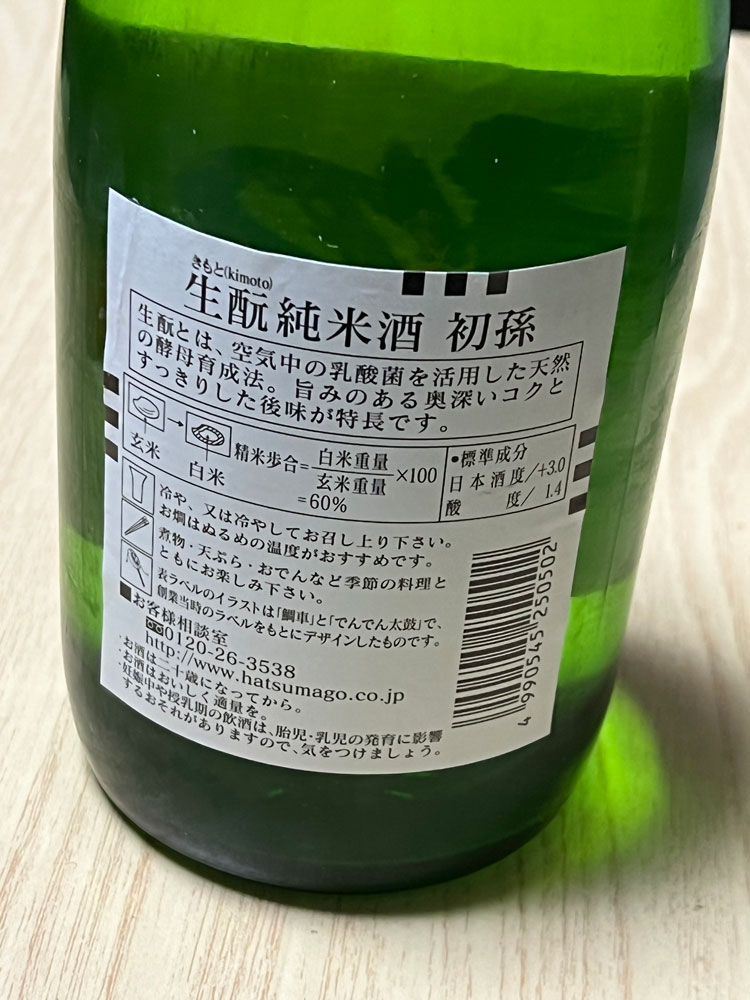 きもと(kimoto)
生酛純米酒 初孫
生酛とは、空気中の乳酸菌を活用した天然
の酵母育成法。旨みのある奥深いコクと
すっきりした後味が特長です。
玄米
白米
精米歩合=白米重量/玄米重量×100
=60%
•標準成分
日本酒度/+3.0
酸度/1.4
冷や、又は冷やしてお召し上り下さい。
お燗はぬるめの温度がおすすめです。
煮物・天ぷら・おでんなど季節の料理と
ともにお楽しみ下さい。
表ラベルのイラストは「鯛車」と「でんでん太鼓」で、
創業当時のラベルをもとにデザインしたものです。
■お客様相談室
0120-26-3538
http://www.hatsumago.co.jp
・お酒は二十歳になってから。
・お酒はおいしく適量を。
・妊娠中や授乳期の飲酒は、胎児・乳児の発育に影響
するおそれがありますので、気をつけましょう。
4 990545 250502